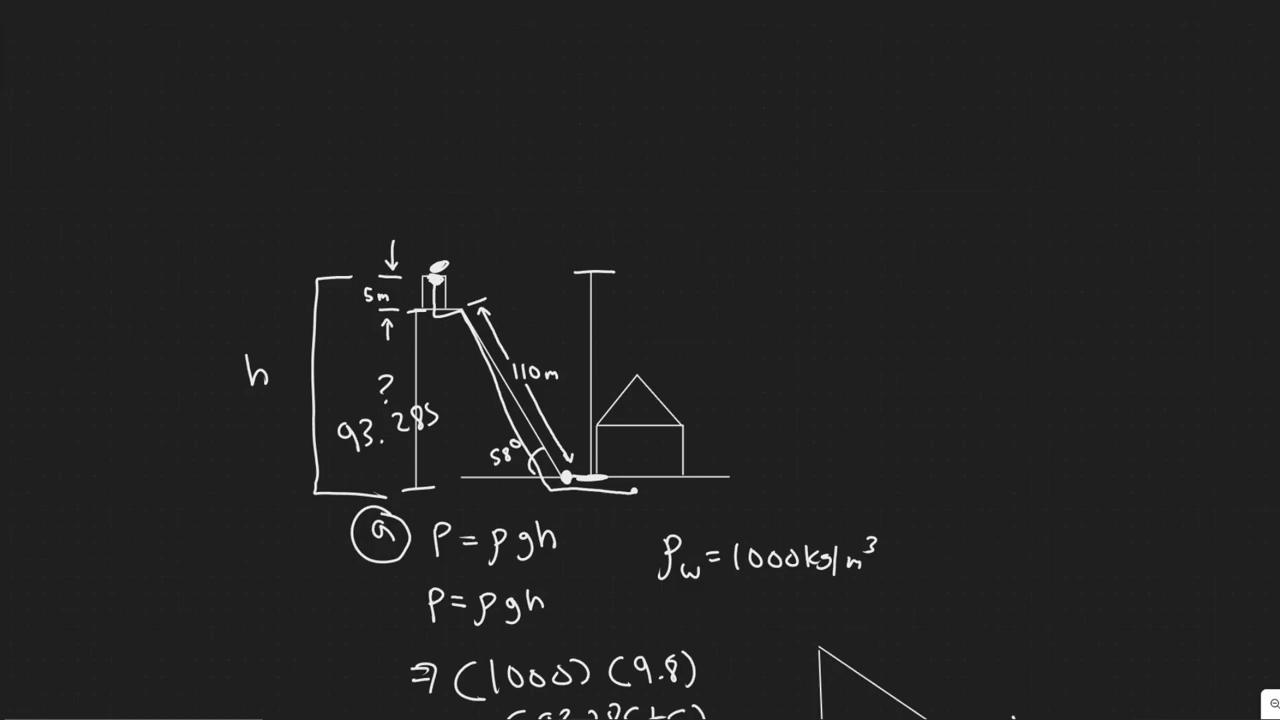 5m
110m
h
?
93.285
58°
a P = ρgh
ρw = 1000kg/m³
P = ρgh
⇒ (1000) (9.8)